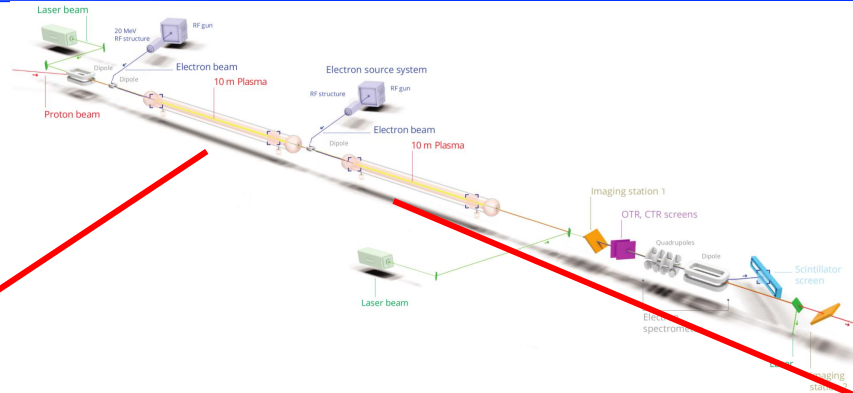 Laser beam
20 MeV
RF structure
RF gun
Dipole
Dipole
Electron beam
Proton beam
10 m Plasma
Electron source system
RF structure
RF gun
Electron beam
Dipole
10 m Plasma
Imaging station 1
OTR, CTR screens
Quadrupoles
Dipole
Scintillator
screen
Laser beam